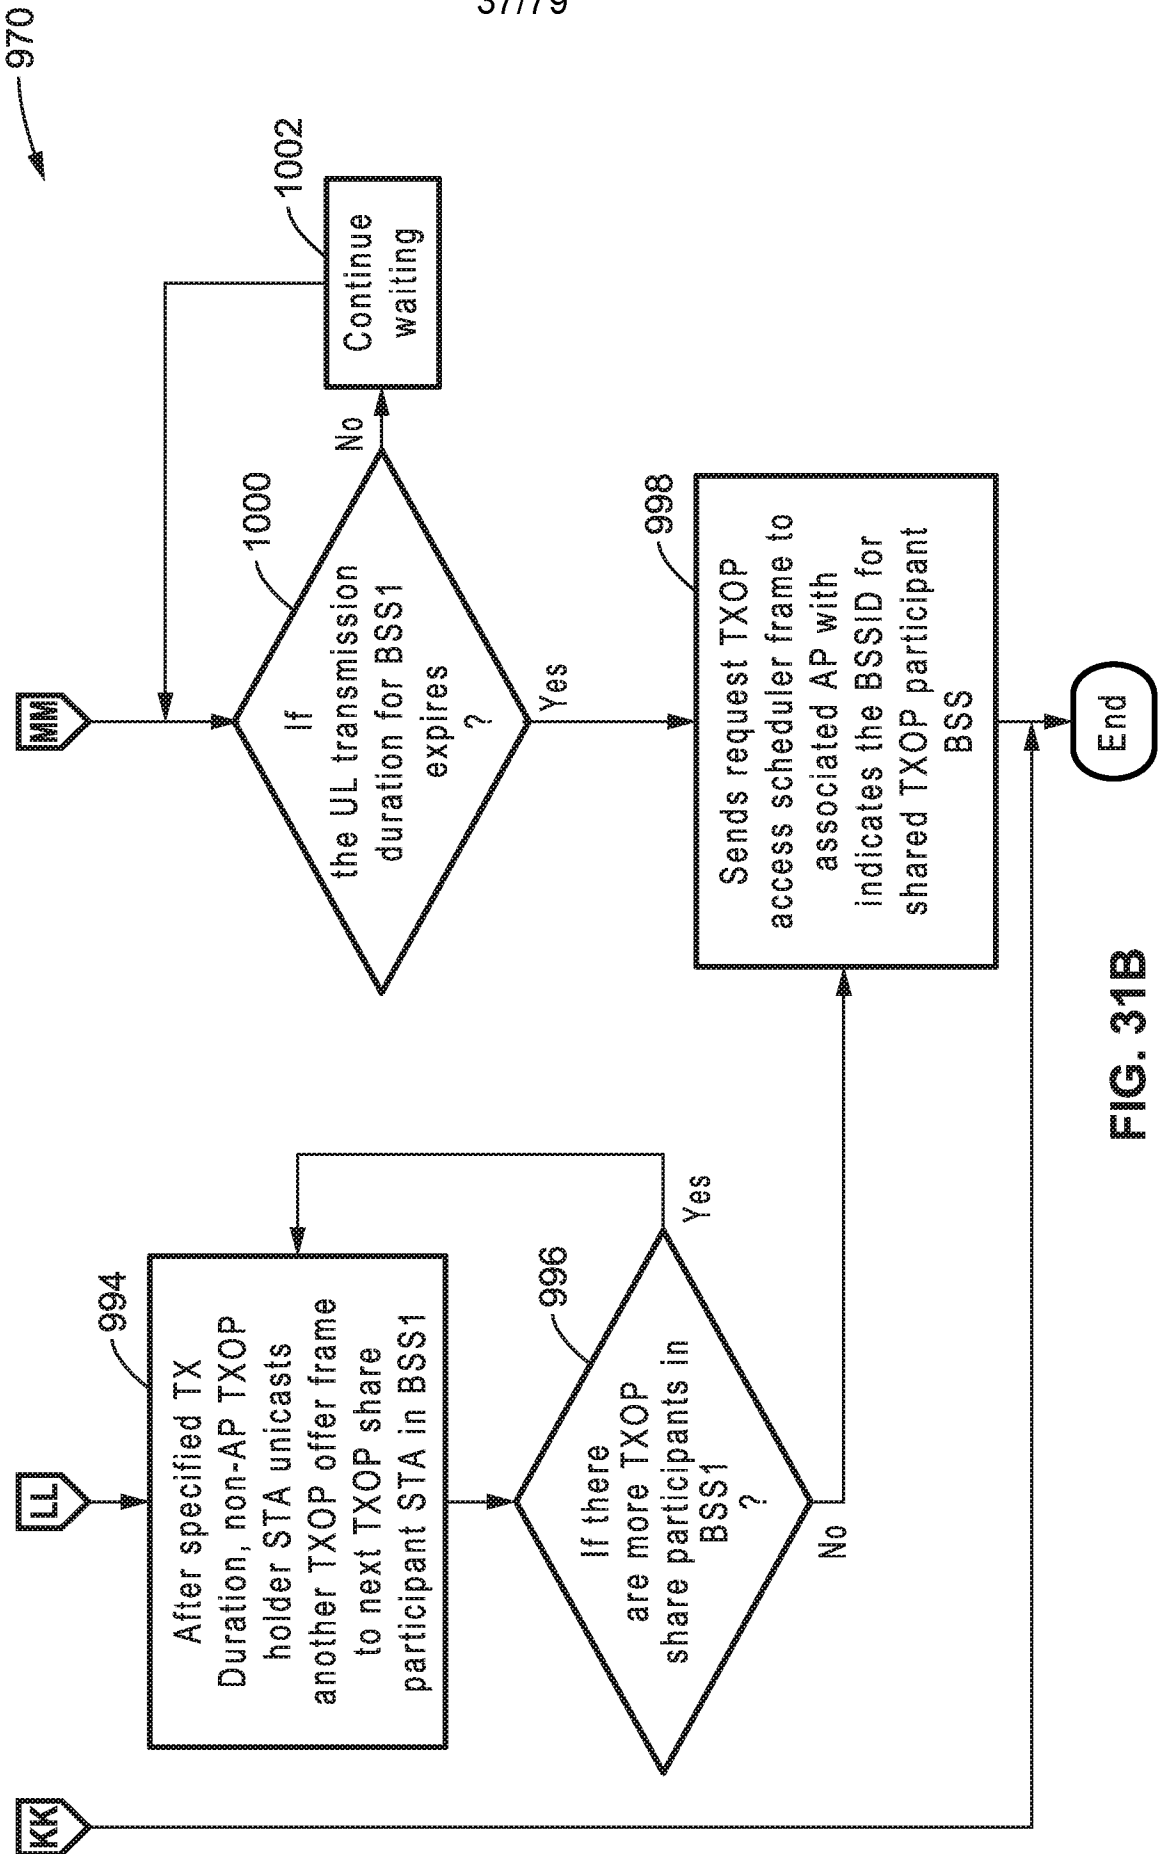 37/79
970
KK
LL
MM
994
After specified TX
Duration, non-AP TXOP
holder STA unicasts
another TXOP offer frame
to next TXOP share
participant STA in BSS1
996
If there
are more TXOP
share participants in
BSS1
?
Yes
No
1000
If
the UL transmission
duration for BSS1
expires
?
No
Yes
1002
Continue
waiting
998
Sends request TXOP
access scheduler frame to
associated AP with
indicates the BSSID for
shared TXOP participant
BSS
End
FIG. 31B